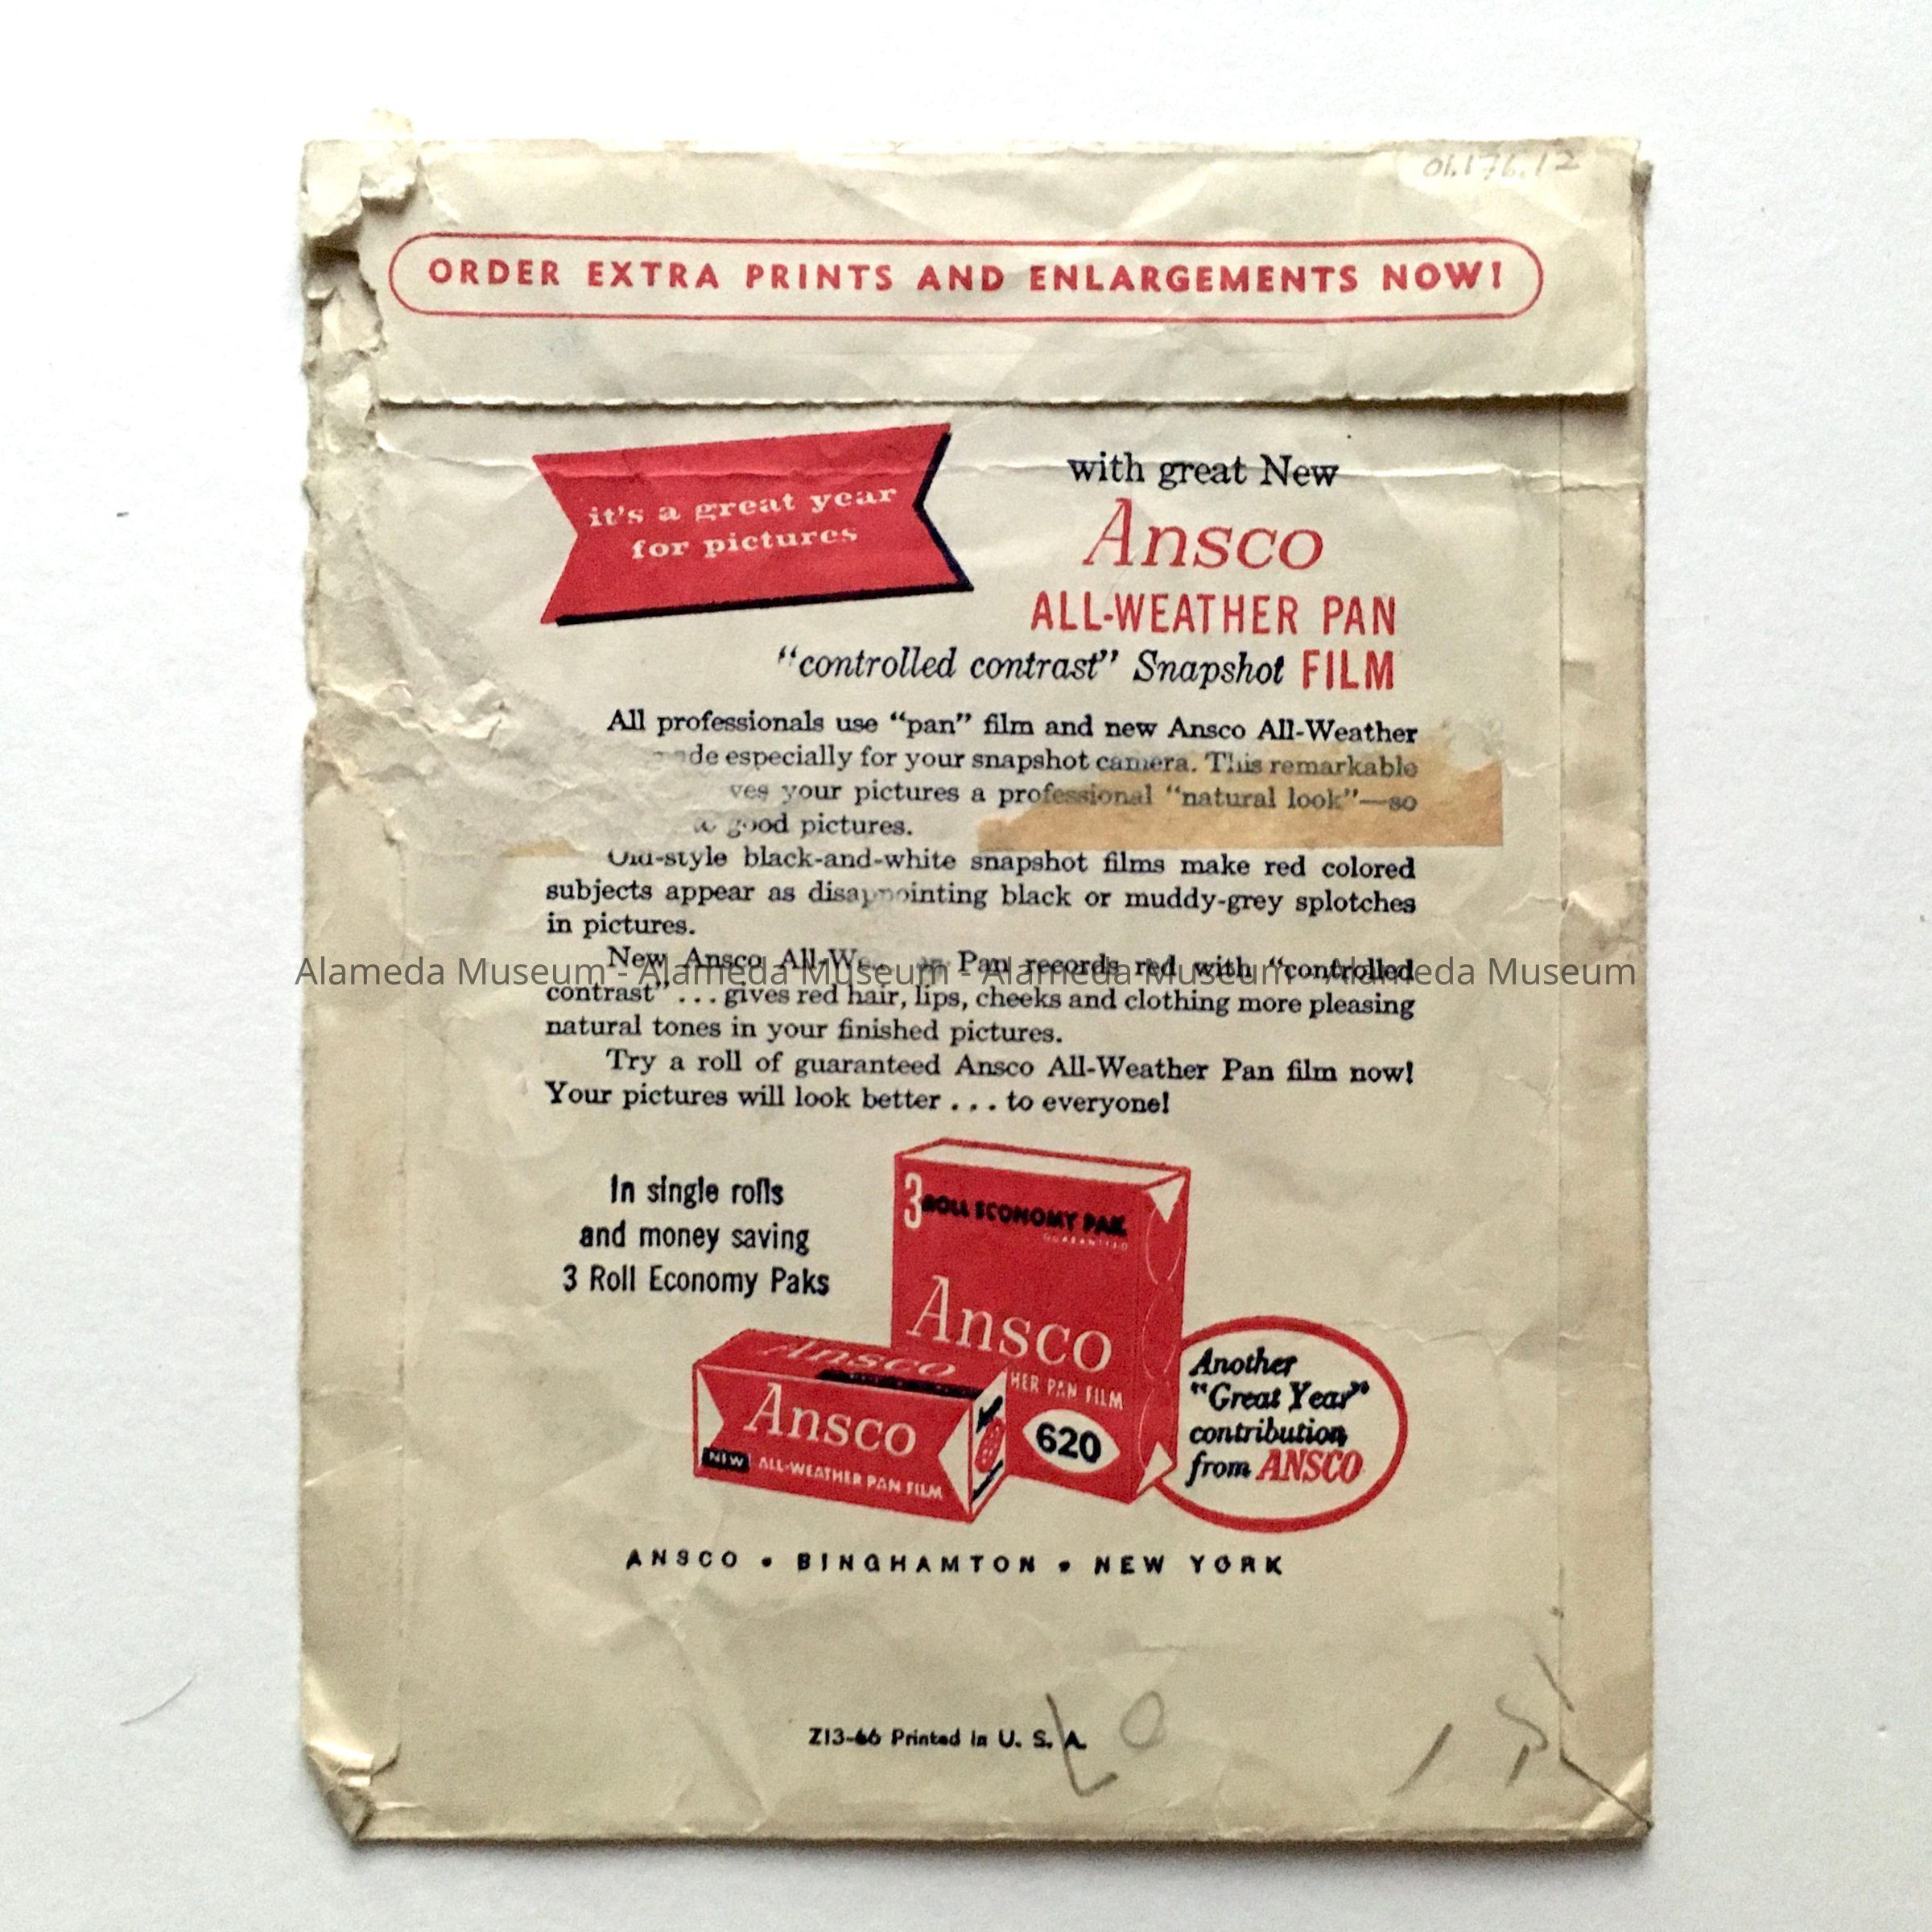 01.176.12
ORDER EXTRA PRINTS AND ENLARGEMENTS NOW!
it's a great year
for pictures
with great New
Ansco
ALL-WEATHER PAN
"controlled contrast" Snapshot FILM
All professionals use "pan" film and new Ansco All-Weather
especially for your snapshot camera. This remarkable
your pictures a professional "natural look"—so
good pictures.
Old-style black-and-white snapshot films make red colored
subjects appear as disappointing black or muddy-grey splotches
in pictures.
New Ansco Pan records red with "controlled
Alameda Museum - Alameda Museum - Alameda Museum - Alameda Museum
contrast" . . . gives red hair, lips, cheeks and clothing more pleasing
natural tones in your finished pictures.
Try a roll of guaranteed Ansco All-Weather Pan film now!
Your pictures will look better . . . to everyone!
In single rolls
and money saving
3 Roll Economy Paks
3 ROLL ECONOMY PAK
GUARANTEED
Ansco
HER PAN FILM
620
Ansco
Ansco
NEW ALL-WEATHER PAN FILM
Another
"Great Year"
contribution
from ANSCO
ANSCO • BINGHAMTON • NEW YORK
Z13-66 Printed in U. S. A.